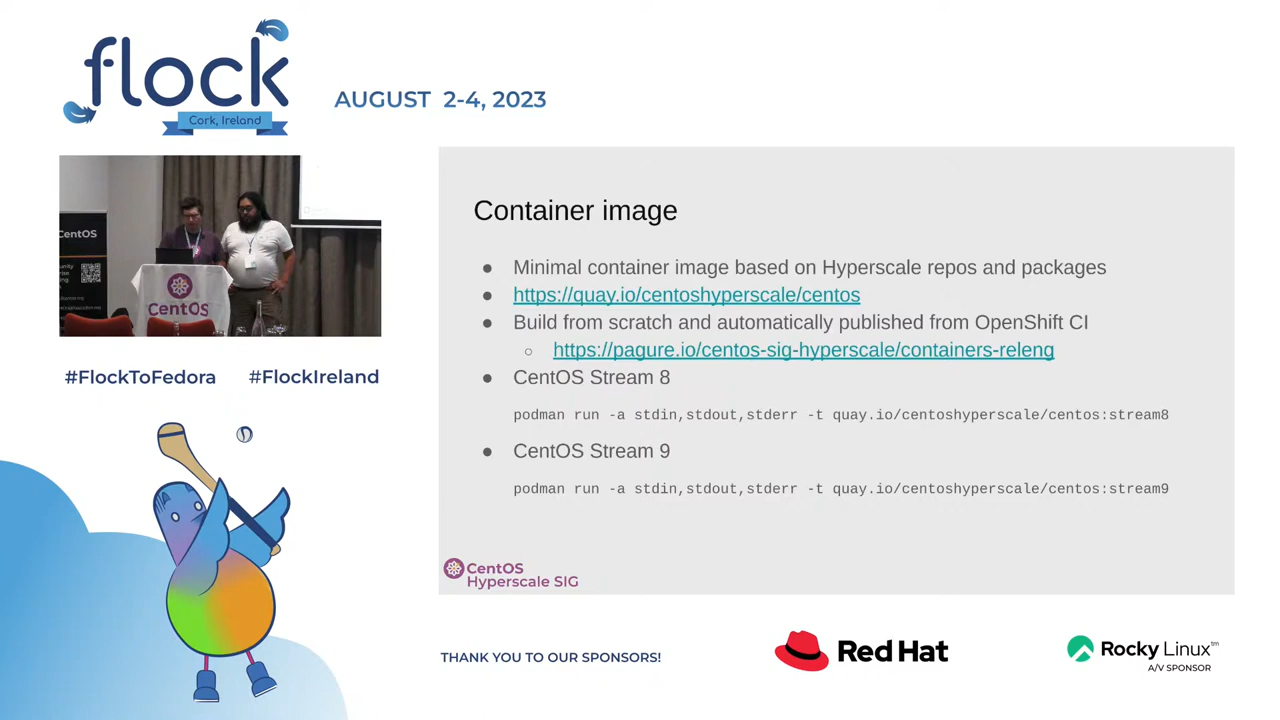 flock
Cork, Ireland
AUGUST 2-4, 2023
CentOS
CentOS
#FlockToFedora #FlockIreland
Container image
● Minimal container image based on Hyperscale repos and packages
● https://quay.io/centoshyperscale/centos
● Build from scratch and automatically published from OpenShift CI
○ https://pagure.io/centos-sig-hyperscale/containers-releng
● CentOS Stream 8
podman run -a stdin,stdout,stderr -t quay.io/centoshyperscale/centos:stream8
● CentOS Stream 9
podman run -a stdin,stdout,stderr -t quay.io/centoshyperscale/centos:stream9
CentOS
Hyperscale SIG
THANK YOU TO OUR SPONSORS!
Red Hat
Rocky Linux™
A/V SPONSOR